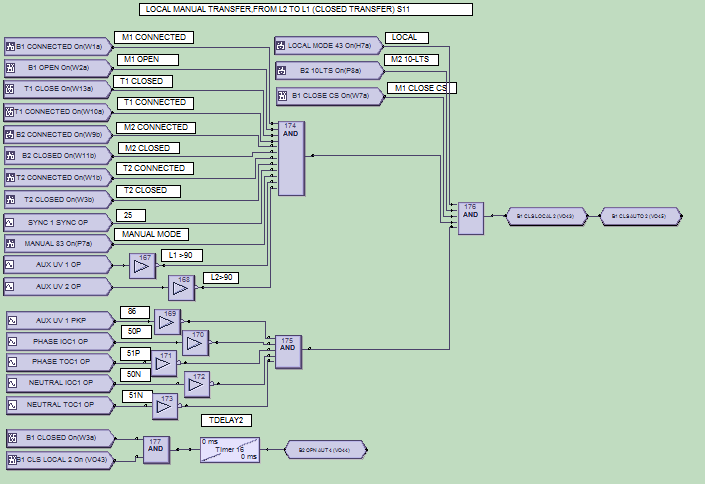 LOCAL MANUAL TRANSFER,FROM L2 TO L1 (CLOSED TRANSFER) S11
B1 CONNECTED On(W1a)
M1 CONNECTED
B1 OPEN On(W2a)
M1 OPEN
T1 CLOSE On(W13a)
T1 CLOSED
T1 CONNECTED On(W10a)
T1 CONNECTED
B2 CONNECTED On(W9b)
M2 CONNECTED
B2 CLOSED On(W11b)
M2 CLOSED
T2 CONNECTED On(W1b)
T2 CONNECTED
T2 CLOSED On(W3b)
T2 CLOSED
SYNC 1 SYNC OP
25
MANUAL 83 On(P7a)
MANUAL MODE
AUX UV 1 OP
167
L1 >90
AUX UV 2 OP
168
L2>90
174
AND
LOCAL MODE 43 On(H7a)
LOCAL
B2 10LTS On(P8a)
M2 10-LTS
B1 CLOSE CS On(W7a)
M1 CLOSE CS
176
AND
B1 CLS LOCAL 2 (VO43)
B1 CLS AUTO 2 (VO43)
AUX UV 1 PKP
86
169
PHASE IOC1 OP
50P
170
PHASE TOC1 OP
51P
171
NEUTRAL IOC1 OP
50N
172
NEUTRAL TOC1 OP
51N
173
175
AND
TDELAY2
B1 CLOSED On(W3a)
B1 CLS LOCAL 2 On (VO43)
177
AND
0 ms
Timer 16
0 ms
B2 OPN AUT 4 (VO44)